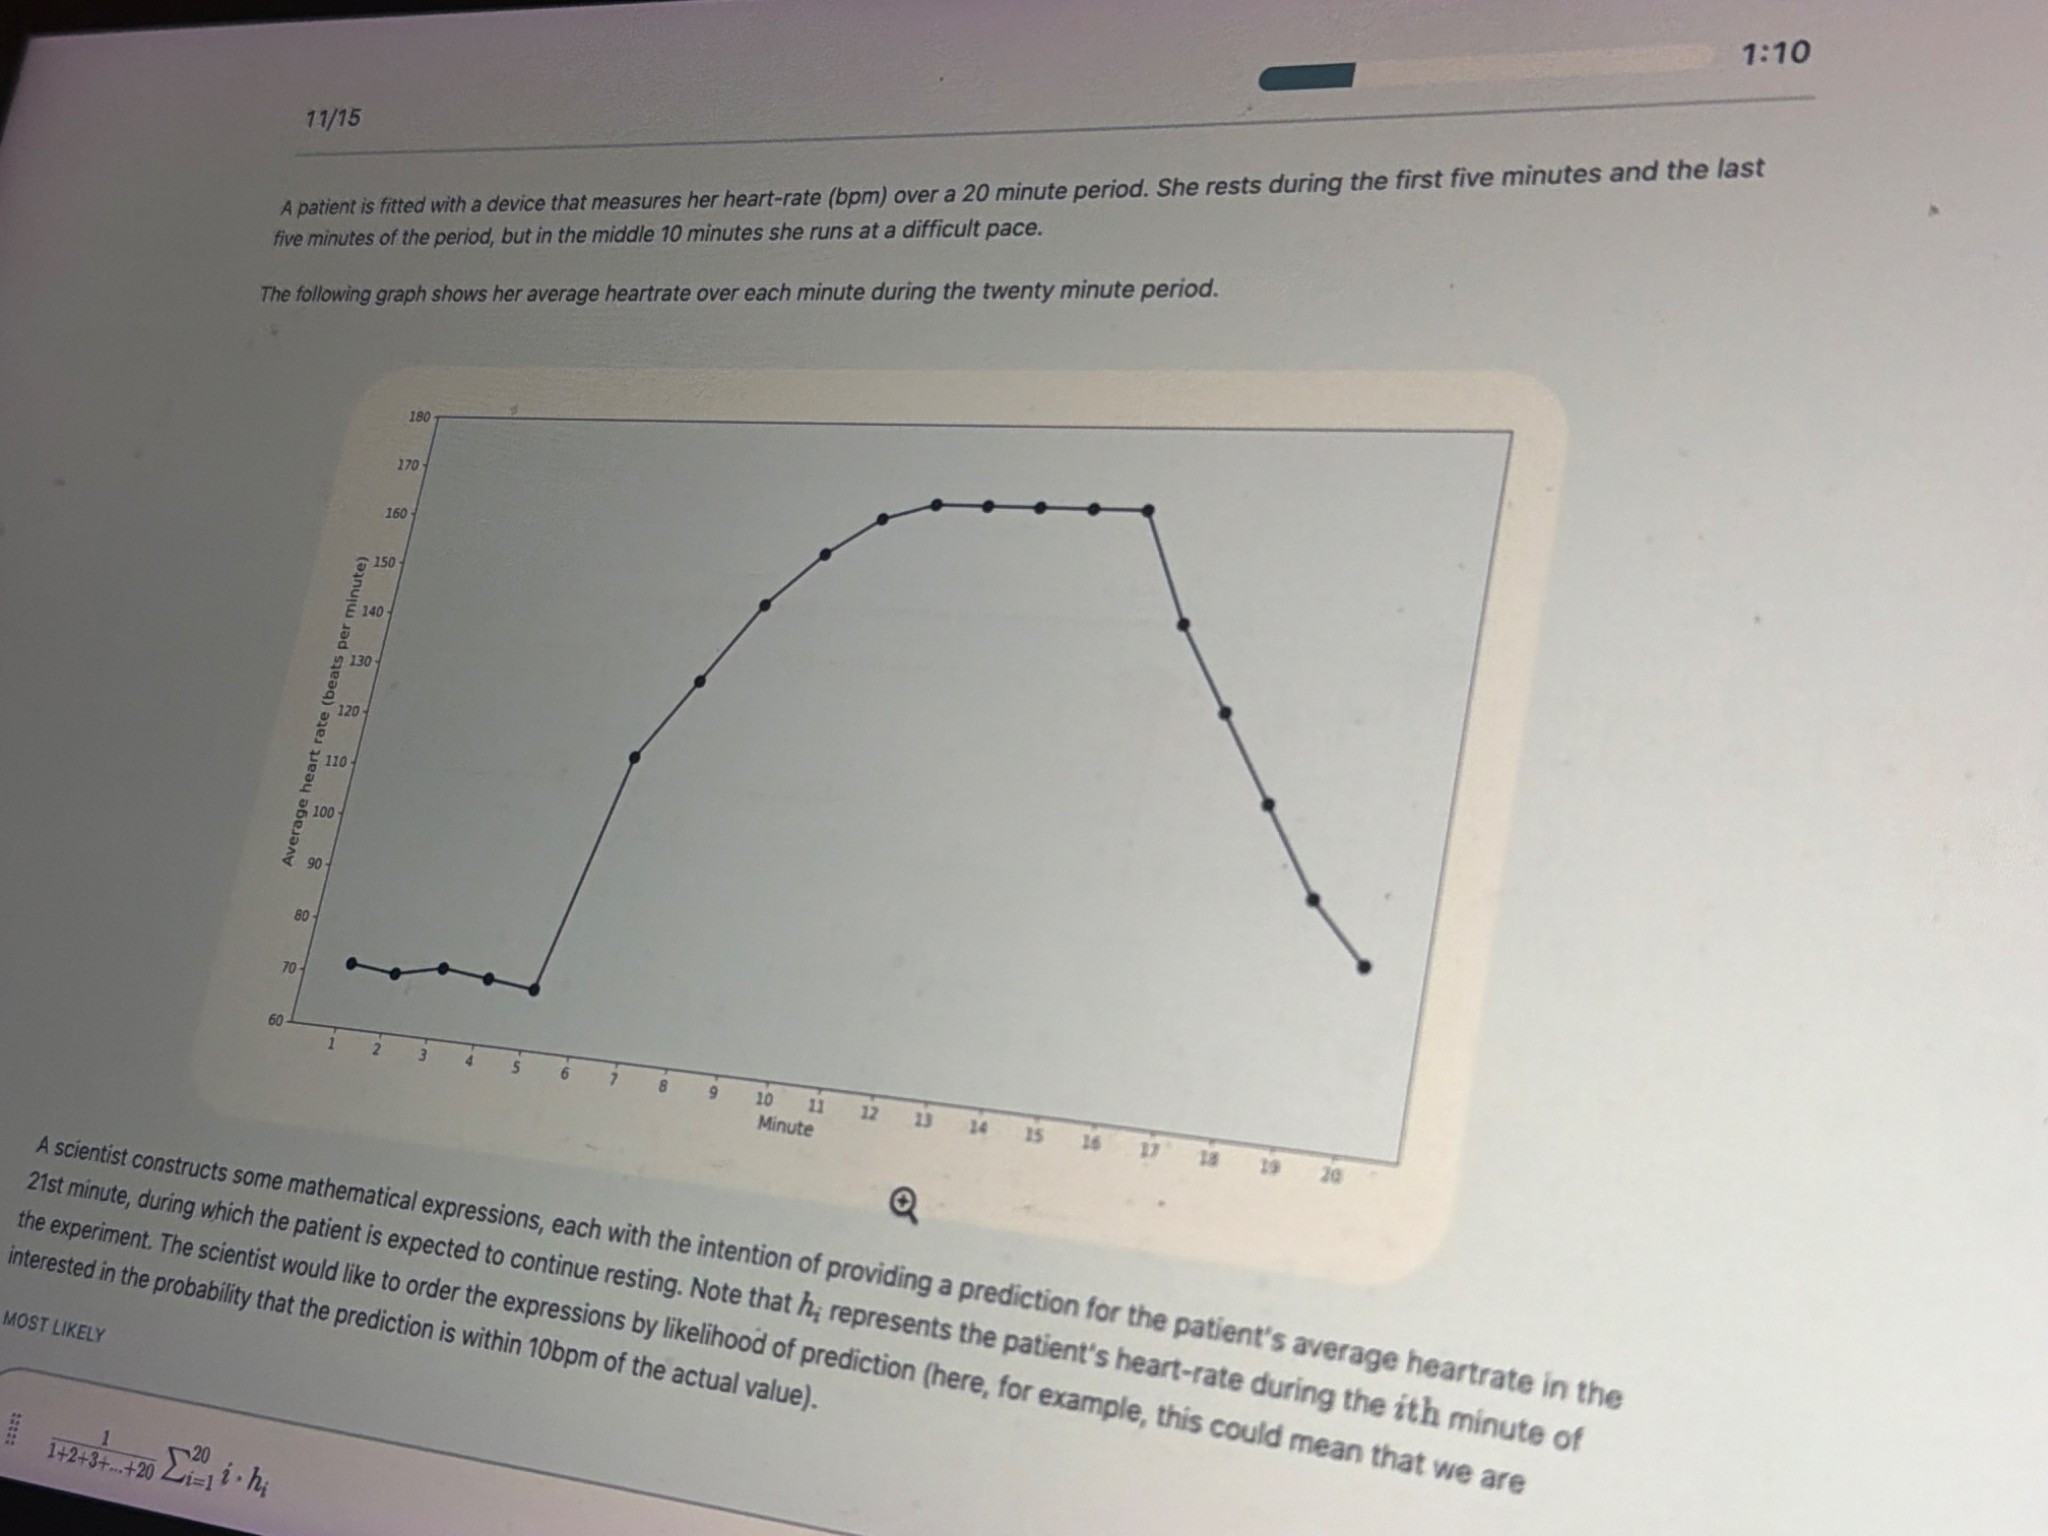 11/15
1:10
A patient is fitted with a device that measures her heart-rate (bpm) over a 20 minute period. She rests during the first five minutes and the last
five minutes of the period, but in the middle 10 minutes she runs at a difficult pace.
The following graph shows her average heartrate over each minute during the twenty minute period.
180
170
160
150
140
130
120
110
100
90
80
70
60
Average heart rate (beats per minute)
1 2 3 4 5 6 7 8 9 10 11 12 13 14 15 16 17 18 19 20
Minute
A scientist constructs some mathematical expressions, each with the intention of providing a prediction for the patient's average heartrate in the
21st minute, during which the patient is expected to continue resting. Note that h_i represents the patient's heart-rate during the ith minute of
the experiment. The scientist would like to order the expressions by likelihood of prediction (here, for example, this could mean that we are
interested in the probability that the prediction is within 10bpm of the actual value).
MOST LIKELY
1/(1+2+3+...+20) ∑_{i=1}^{20} i · h_i